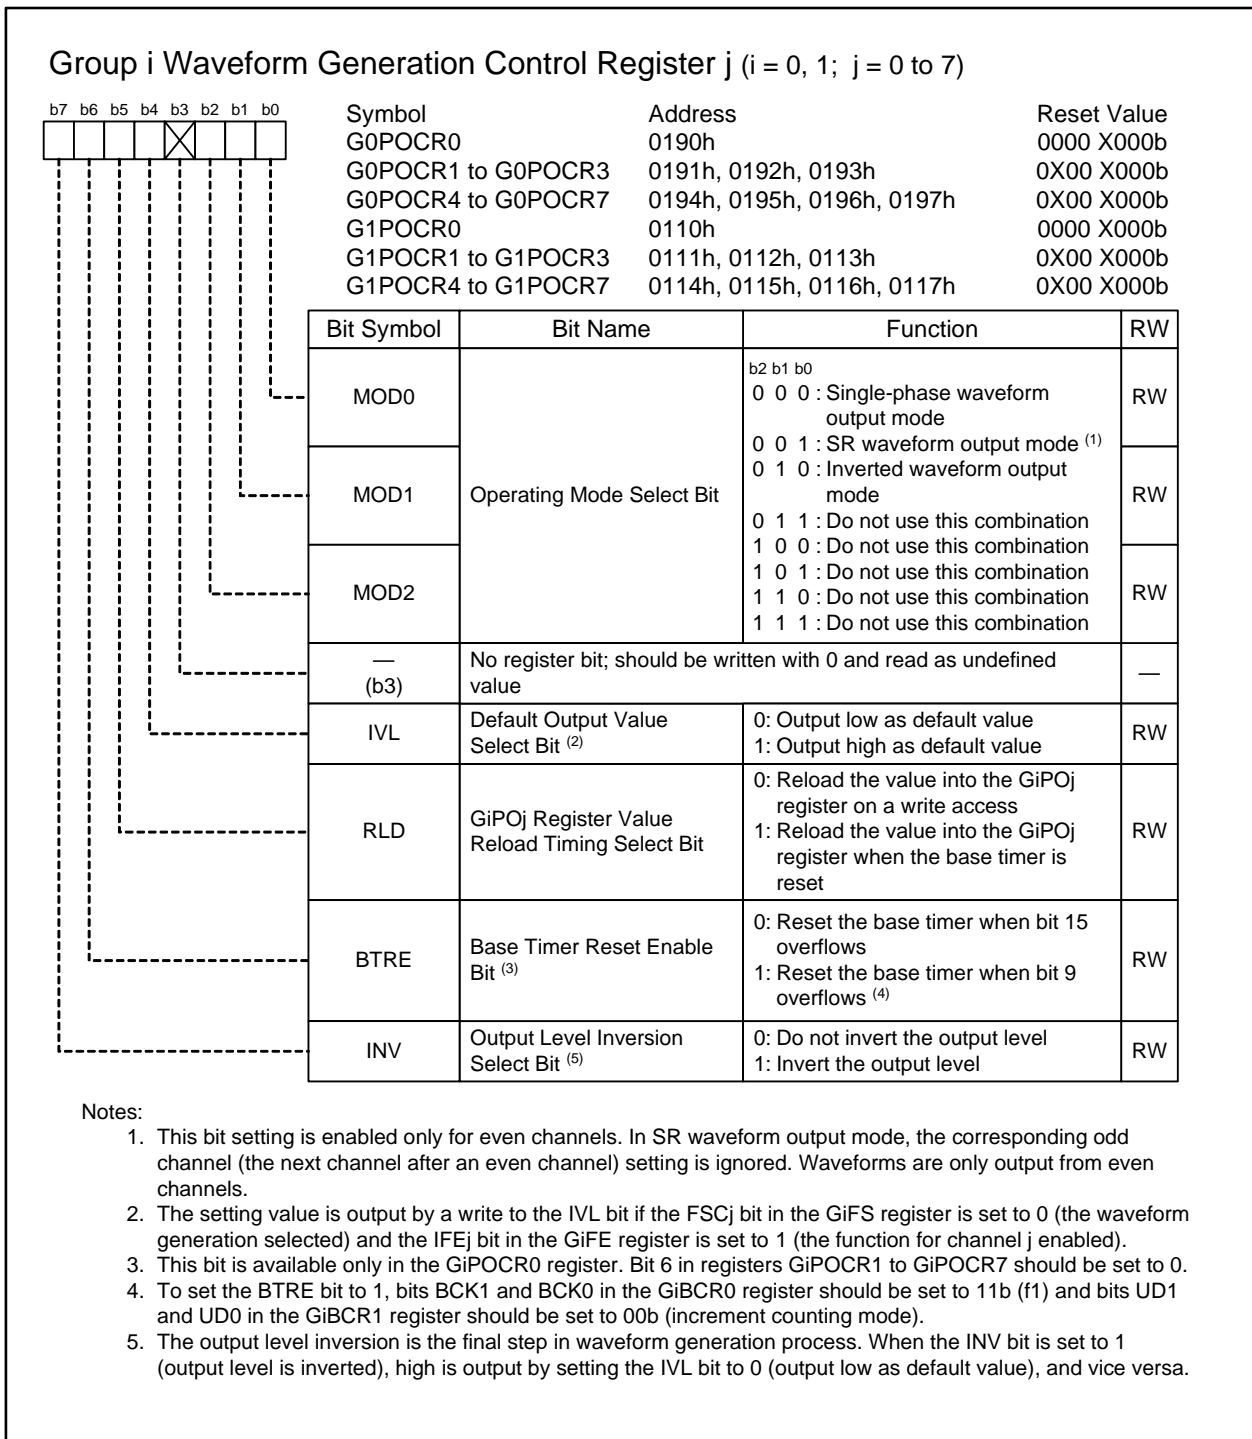 Group i Waveform Generation Control Register j (i = 0, 1; j = 0 to 7)
b7 b6 b5 b4 b3 b2 b1 b0
Symbol Address Reset Value
G0POCR0 0190h 0000 X000b
G0POCR1 to G0POCR3 0191h, 0192h, 0193h 0X00 X000b
G0POCR4 to G0POCR7 0194h, 0195h, 0196h, 0197h 0X00 X000b
G1POCR0 0110h 0000 X000b
G1POCR1 to G1POCR3 0111h, 0112h, 0113h 0X00 X000b
G1POCR4 to G1POCR7 0114h, 0115h, 0116h, 0117h 0X00 X000b
Bit Symbol Bit Name Function RW
MOD0 RW
MOD1 RW
MOD2 RW
Operating Mode Select Bit
b2 b1 b0
0 0 0 : Single-phase waveform
output mode
0 0 1 : SR waveform output mode (1)
0 1 0 : Inverted waveform output
mode
0 1 1 : Do not use this combination
1 0 0 : Do not use this combination
1 0 1 : Do not use this combination
1 1 0 : Do not use this combination
1 1 1 : Do not use this combination
—
(b3)
No register bit; should be written with 0 and read as undefined
value
—
IVL
Default Output Value
Select Bit (2)
0: Output low as default value
1: Output high as default value
RW
RLD
GiPOj Register Value
Reload Timing Select Bit
0: Reload the value into the GiPOj
register on a write access
1: Reload the value into the GiPOj
register when the base timer is
reset
RW
BTRE
Base Timer Reset Enable
Bit (3)
0: Reset the base timer when bit 15
overflows
1: Reset the base timer when bit 9
overflows (4)
RW
INV
Output Level Inversion
Select Bit (5)
0: Do not invert the output level
1: Invert the output level
RW
Notes:
1. This bit setting is enabled only for even channels. In SR waveform output mode, the corresponding odd
channel (the next channel after an even channel) setting is ignored. Waveforms are only output from even
channels.
2. The setting value is output by a write to the IVL bit if the FSCj bit in the GiFS register is set to 0 (the waveform
generation selected) and the IFEj bit in the GiFE register is set to 1 (the function for channel j enabled).
3. This bit is available only in the GiPOCR0 register. Bit 6 in registers GiPOCR1 to GiPOCR7 should be set to 0.
4. To set the BTRE bit to 1, bits BCK1 and BCK0 in the GiBCR0 register should be set to 11b (f1) and bits UD1
and UD0 in the GiBCR1 register should be set to 00b (increment counting mode).
5. The output level inversion is the final step in waveform generation process. When the INV bit is set to 1
(output level is inverted), high is output by setting the IVL bit to 0 (output low as default value), and vice versa.